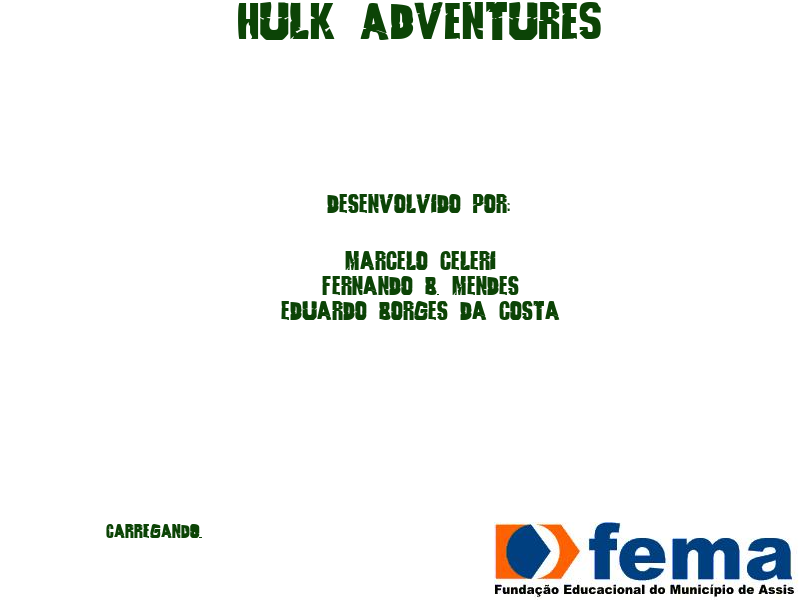 HULK ADVENTURES
DESENVOLVIDO POR:
MARCELO CELERI
FERNANDO B. MENDES
EDUARDO BORGES DA COSTA
CARREGANDO.
fema
Fundação Educacional do Município de Assis